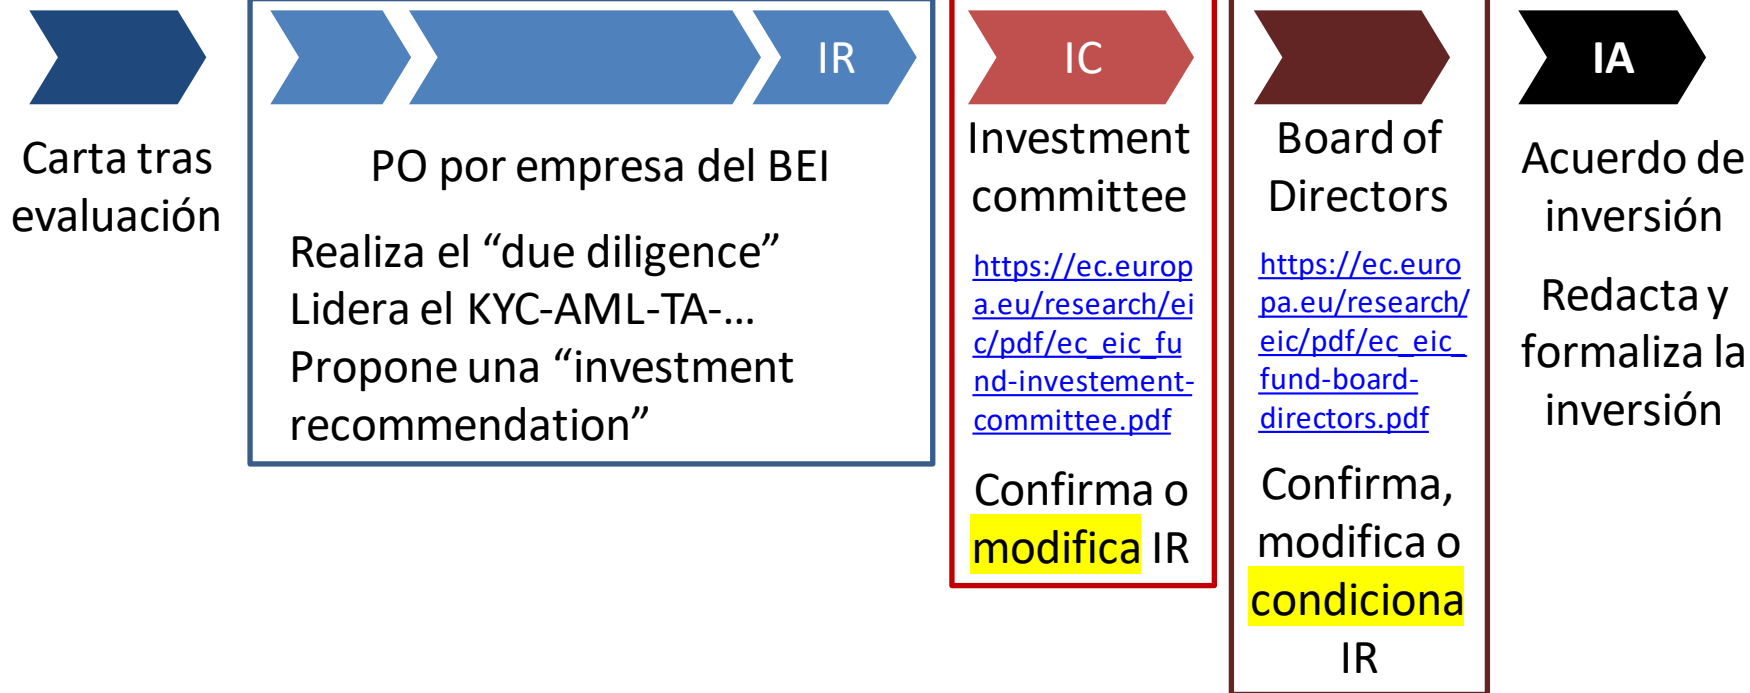 IR
IC
IA
Carta tras
evaluación
PO por empresa del BEI
Realiza el “due diligence”
Lidera el KYC-AML-TA-...
Propone una “investment
recommendation”
Investment
committee
https://ec.europ
a.eu/research/ei
c/pdf/ec_eic_fu
nd-investement-
committee.pdf
Confirma o
modifica IR
Board of
Directors
https://ec.euro
pa.eu/research/
eic/pdf/ec_eic_
fund-board-
directors.pdf
Confirma,
modifica o
condiciona
IR
Acuerdo de
inversión
Redacta y
formaliza la
inversión